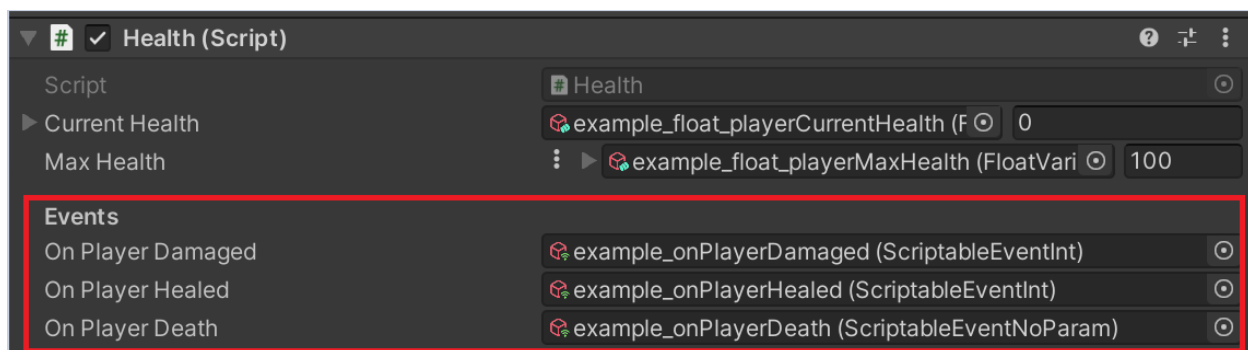 Health (Script)
Script Health
Current Health example_float_playerCurrentHealth (F 0
Max Health example_float_playerMaxHealth (FloatVari 100
Events
On Player Damaged example_onPlayerDamaged (ScriptableEventInt)
On Player Healed example_onPlayerHealed (ScriptableEventInt)
On Player Death example_onPlayerDeath (ScriptableEventNoParam)